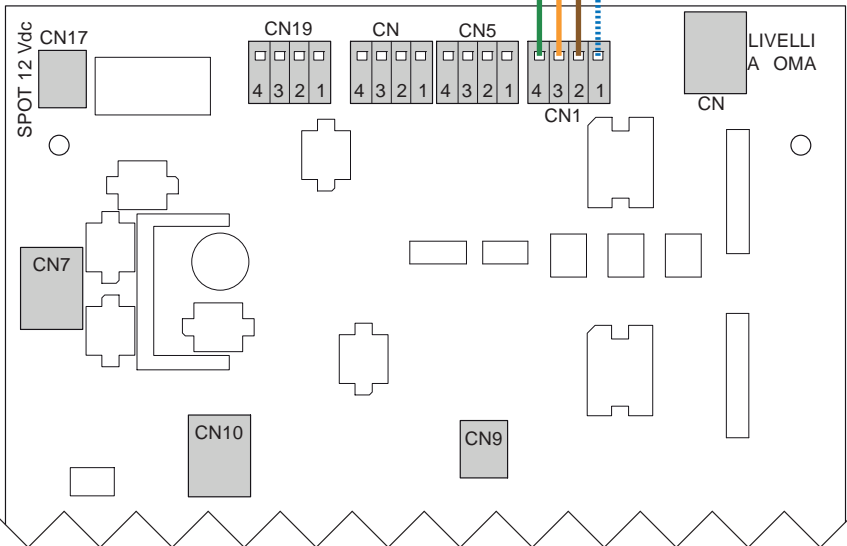 SPOT 12 Vdc
CN17
CN19
4 3 2 1
CN
4 3 2 1
CN5
4 3 2 1
4 3 2 1
CN1
LIVELLI
A OMA
CN
CN7
CN10
CN9